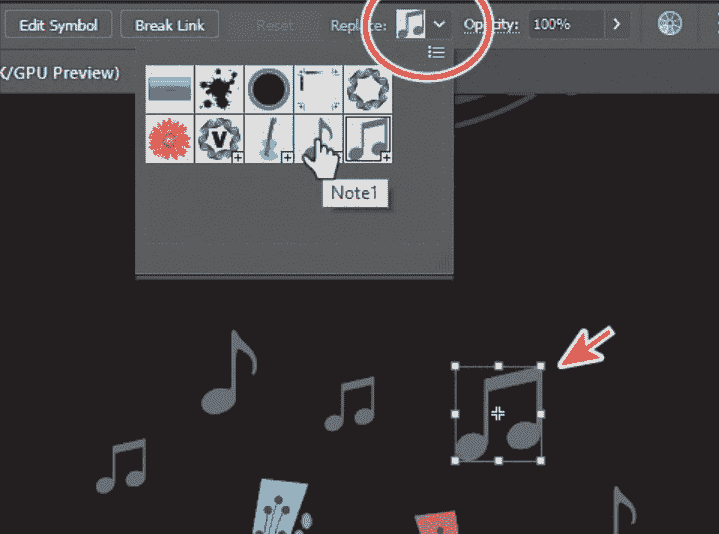 Edit Symbol Break Link Reset Replace: Opacity: 100%
K/GPU Preview)
V
Note1